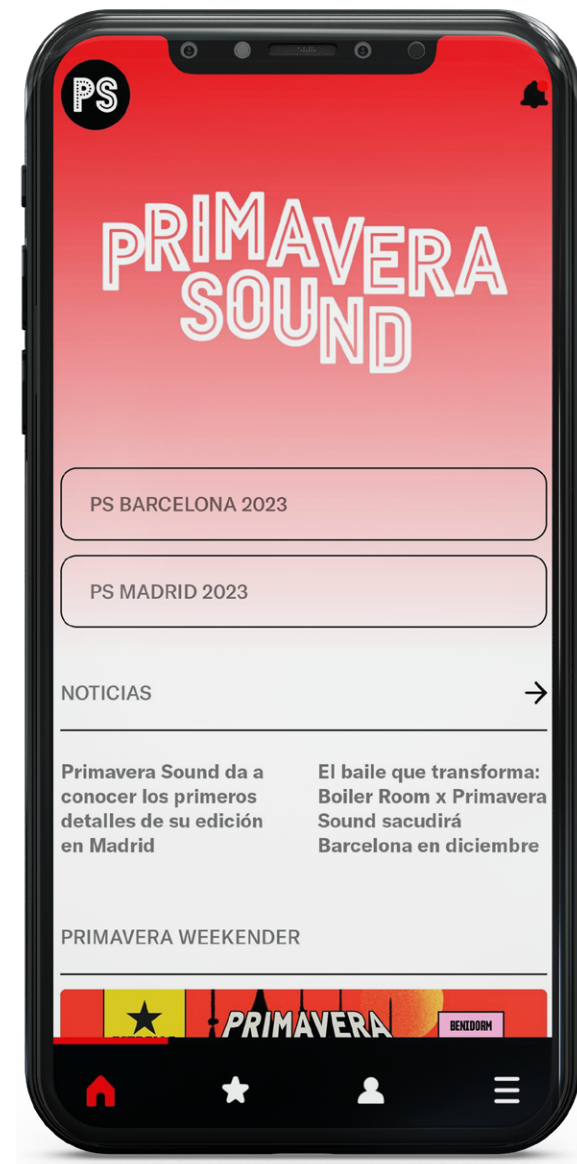 PS
PRIMAVERA
SOUND
PS BARCELONA 2023
PS MADRID 2023
NOTICIAS
Primavera Sound da a
conocer los primeros
detalles de su edición
en Madrid
El baile que transforma:
Boiler Room x Primavera
Sound sacudirá
Barcelona en diciembre
PRIMAVERA WEEKENDER
PRIMAVERA
BENIDORM